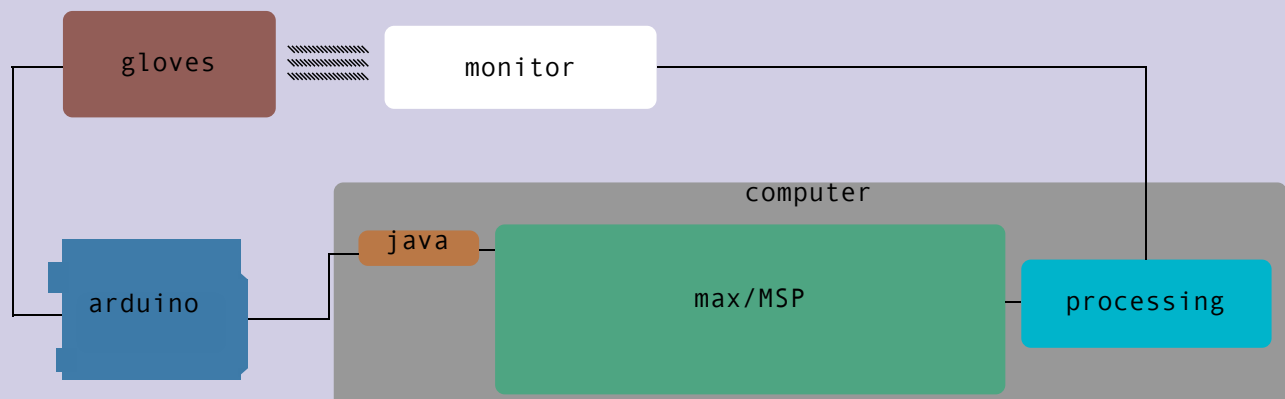 gloves
monitor
computer
java
arduino
max/MSP
processing